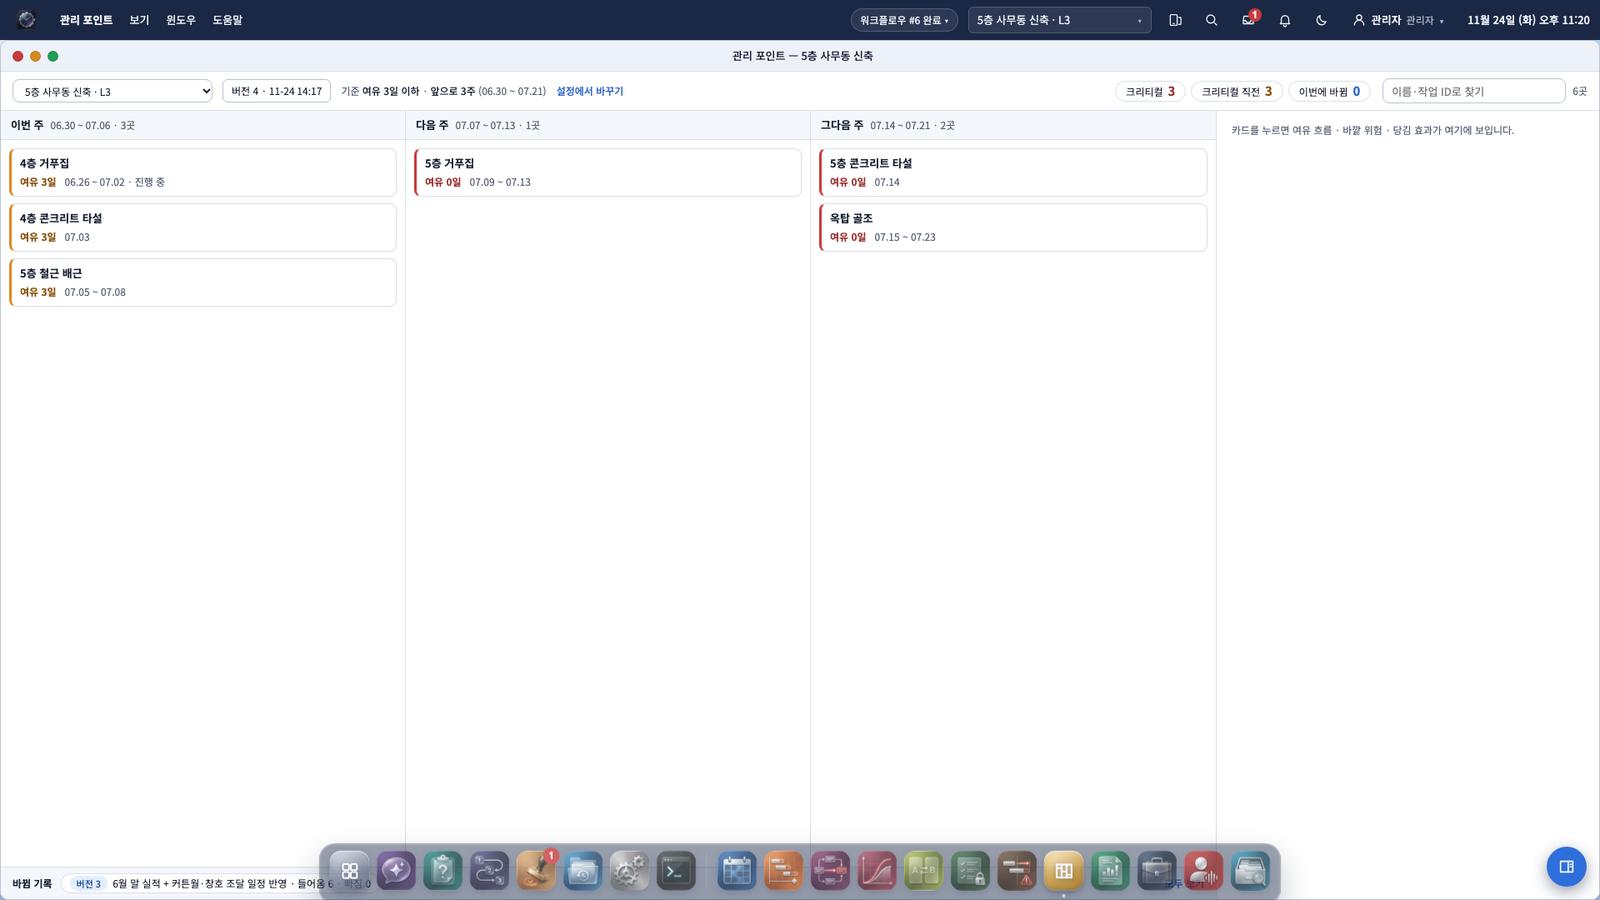 관리 포인트 보기 윈도우 도움말
워크플로우 #6 완료 ▾
5층 사무동 신축 · L3
1
관리자 관리자 ▾
11월 24일 (화) 오후 11:20
관리 포인트 — 5층 사무동 신축
5층 사무동 신축 · L3
버전 4 · 11-24 14:17
기준 여유 3일 이하 · 앞으로 3주 (06.30 ~ 07.21) 설정에서 바꾸기
크리티컬 3
크리티컬 직전 3
이번에 바뀜 0
이름·작업 ID로 찾기
6곳
이번 주 06.30 ~ 07.06 · 3곳
4층 거푸집
여유 3일 06.26 ~ 07.02 · 진행 중
4층 콘크리트 타설
여유 3일 07.03
5층 철근 배근
여유 3일 07.05 ~ 07.08
다음 주 07.07 ~ 07.13 · 1곳
5층 거푸집
여유 0일 07.09 ~ 07.13
그다음 주 07.14 ~ 07.21 · 2곳
5층 콘크리트 타설
여유 0일 07.14
옥탑 골조
여유 0일 07.15 ~ 07.23
카드를 누르면 여유 흐름 · 바깥 위험 · 당김 효과가 여기에 보입니다.
바뀜 기록 버전 3 6월 말 실적 + 커튼월·창호 조달 일정 반영 · 들어옴 6 · 빠짐 0
1
A B
모두 보기